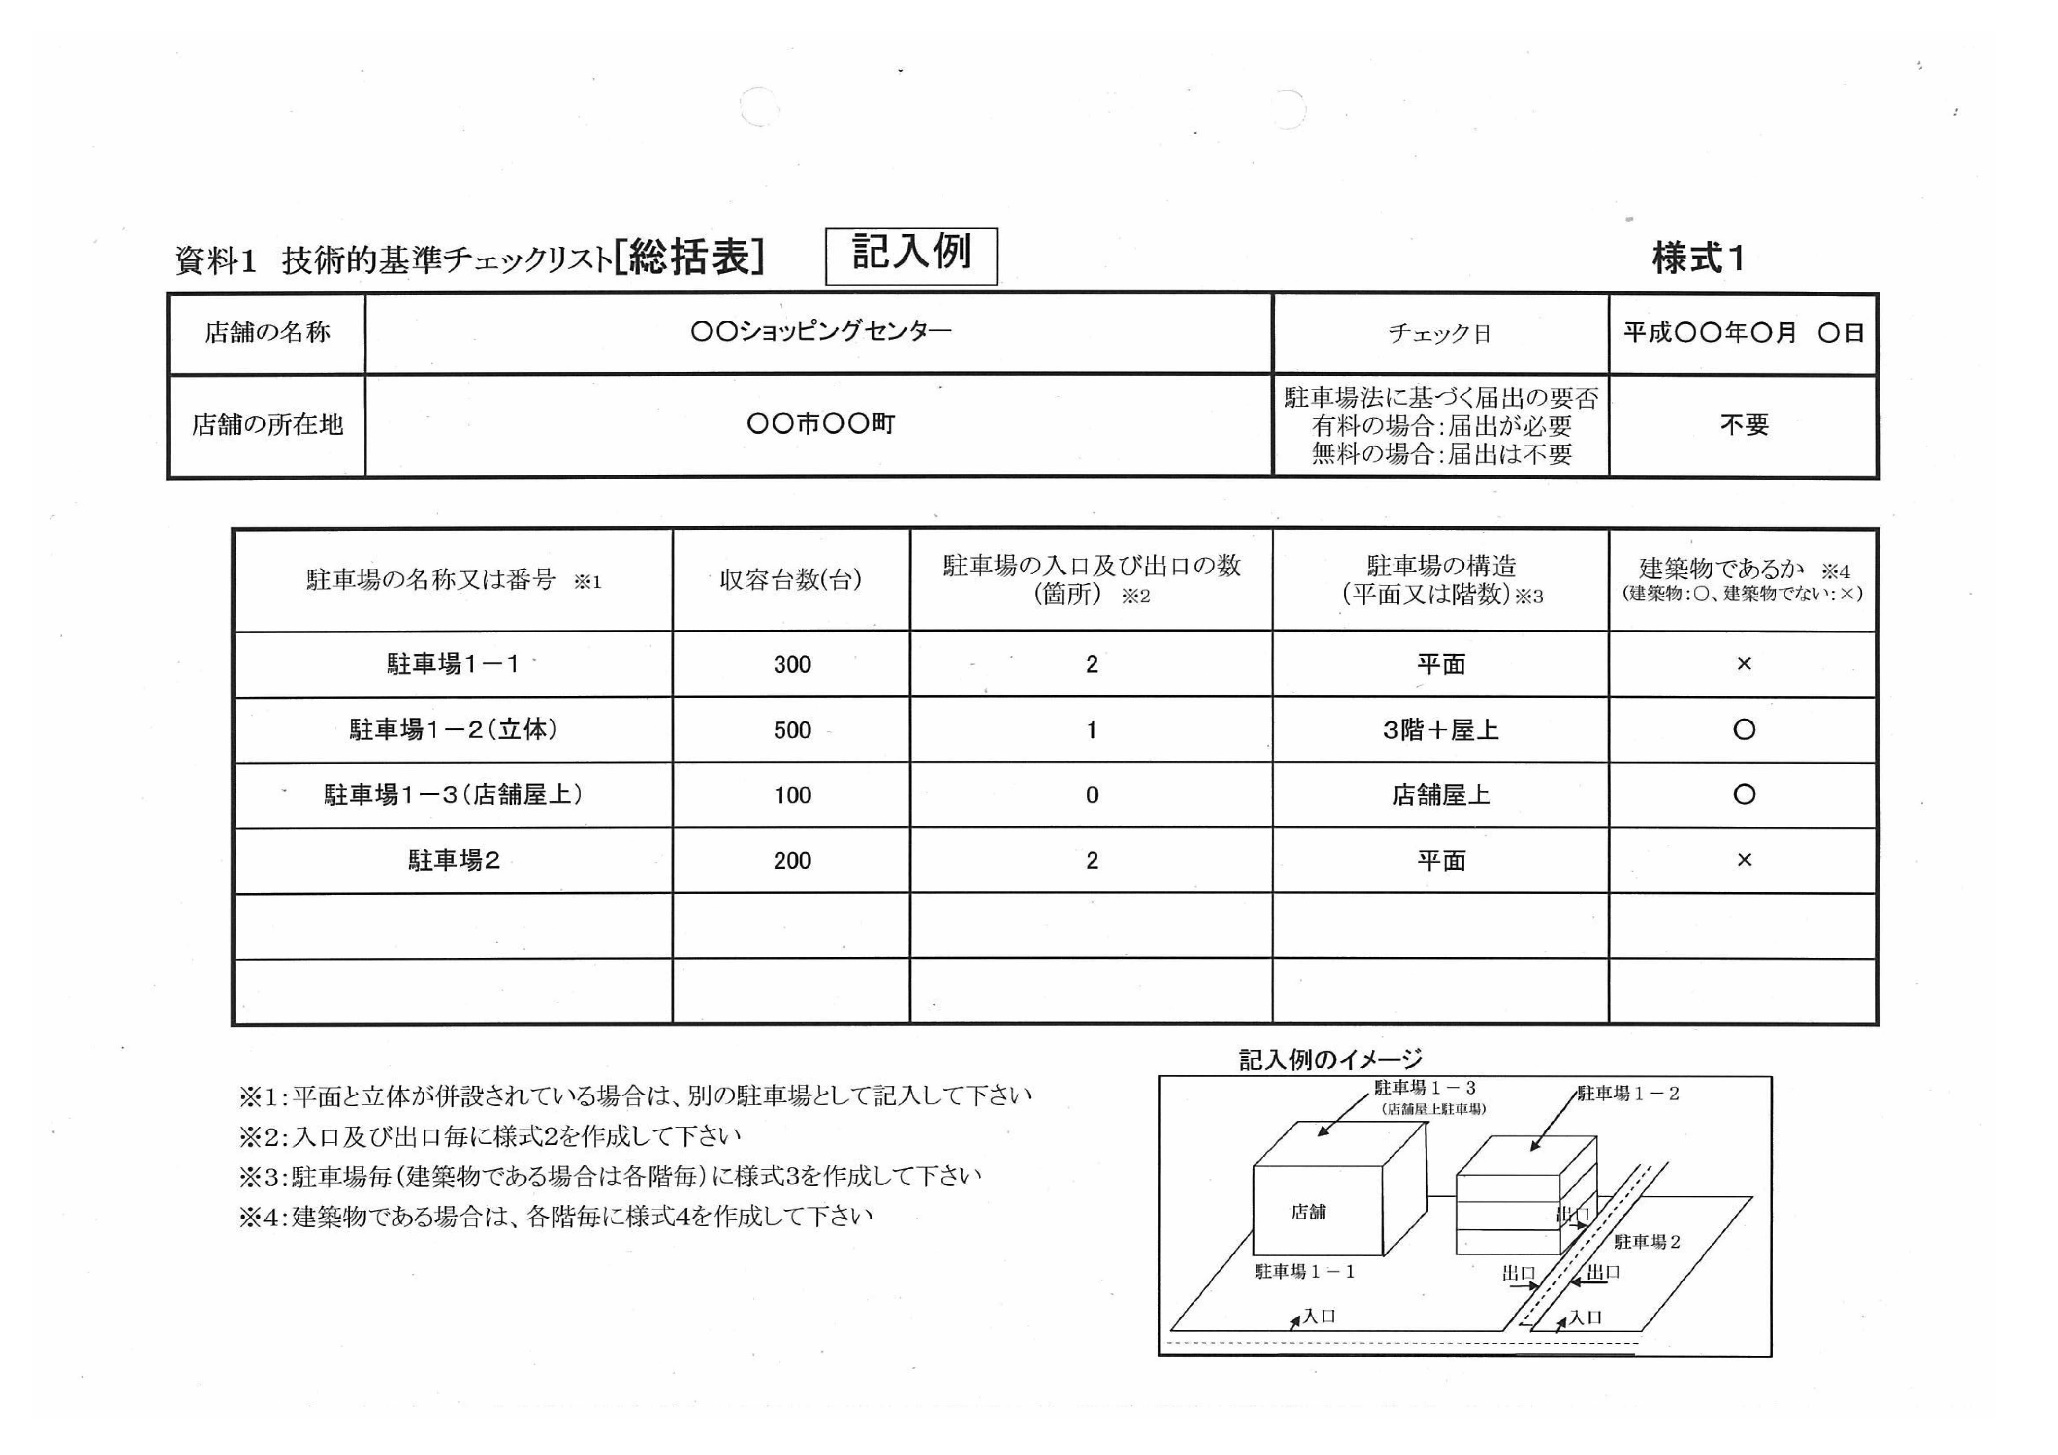 資料1 技術的基準チェックリスト[総括表]
記入例
様式1
店舗の名称
〇〇ショッピングセンター
チェック日
平成〇〇年〇月 〇日
店舗の所在地
〇〇市〇〇町
駐車場法に基づく届出の要否
有料の場合:届出が必要
無料の場合:届出は不要
不要
駐車場の名称又は番号 ※1
収容台数(台)
駐車場の入口及び出口の数
(箇所) ※2
駐車場の構造
(平面又は階数)※3
建築物であるか ※4
(建築物:〇、建築物でない:×)
駐車場1－1
300
2
平面
×
駐車場1－2(立体)
500
1
3階＋屋上
〇
駐車場1－3(店舗屋上)
100
0
店舗屋上
〇
駐車場2
200
2
平面
×
※1:平面と立体が併設されている場合は、別の駐車場として記入して下さい
※2:入口及び出口毎に様式2を作成して下さい
※3:駐車場毎(建築物である場合は各階毎)に様式3を作成して下さい
※4:建築物である場合は、各階毎に様式4を作成して下さい
記入例のイメージ
駐車場1－3
(店舗屋上駐車場)
駐車場1－2
店舗
出口
駐車場2
駐車場1－1
出口
出口
入口
入口